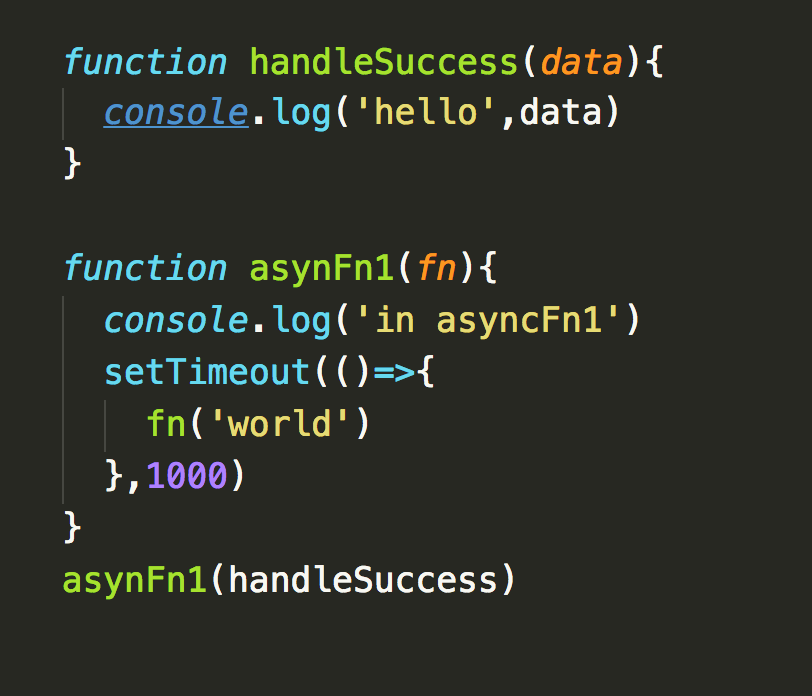 function handleSuccess(data){
  console.log('hello',data)
}

function asynFn1(fn){
  console.log('in asyncFn1')
  setTimeout(()=>{
    fn('world')
  },1000)
}
asynFn1(handleSuccess)